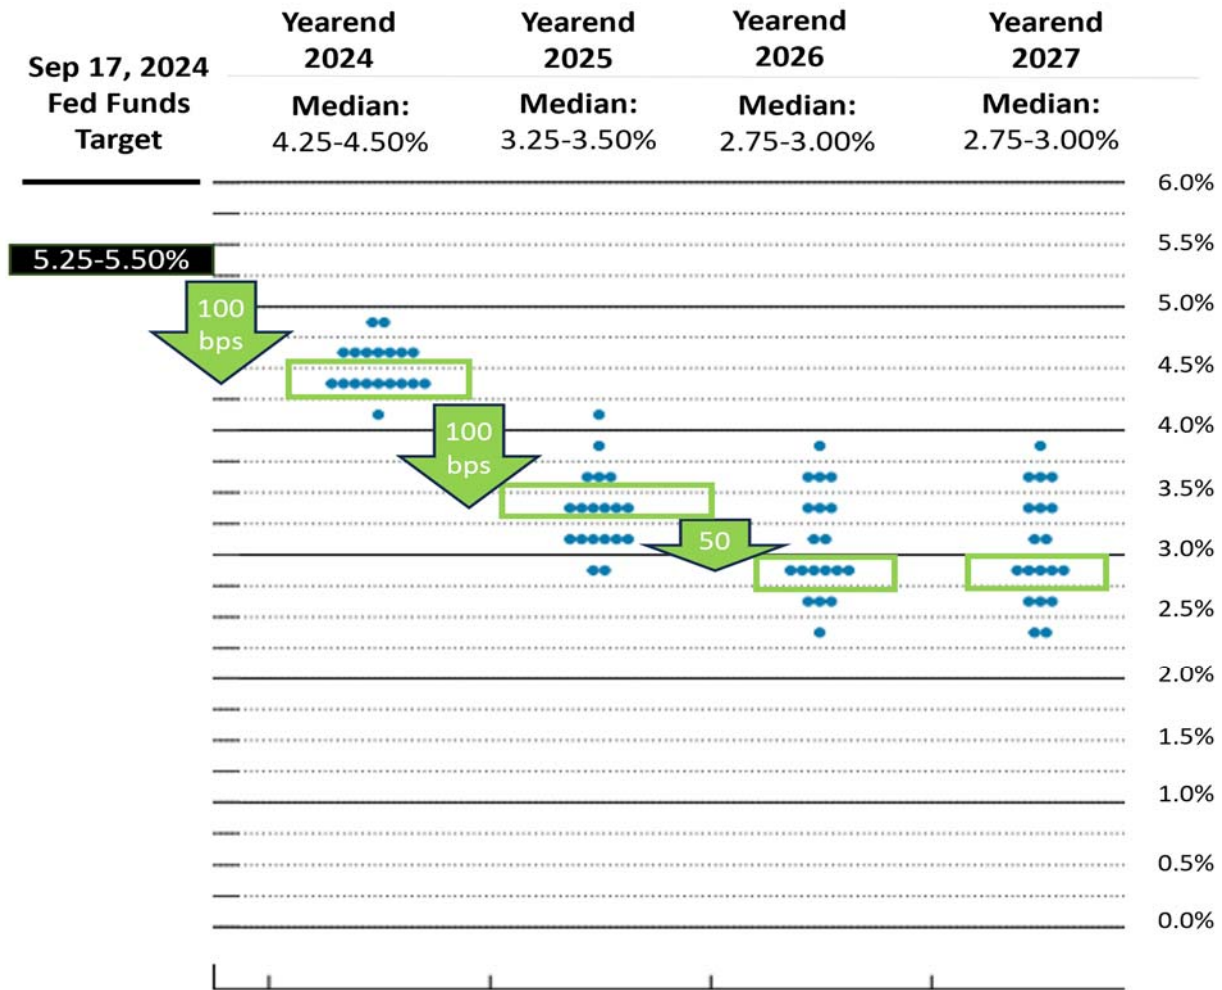 Sep 17, 2024
Fed Funds
Target
Yearend
2024
Median:
4.25-4.50%
Yearend
2025
Median:
3.25-3.50%
Yearend
2026
Median:
2.75-3.00%
Yearend
2027
Median:
2.75-3.00%
5.25-5.50%
100
bps
100
bps
50
6.0%
5.5%
5.0%
4.5%
4.0%
3.5%
3.0%
2.5%
2.0%
1.5%
1.0%
0.5%
0.0%